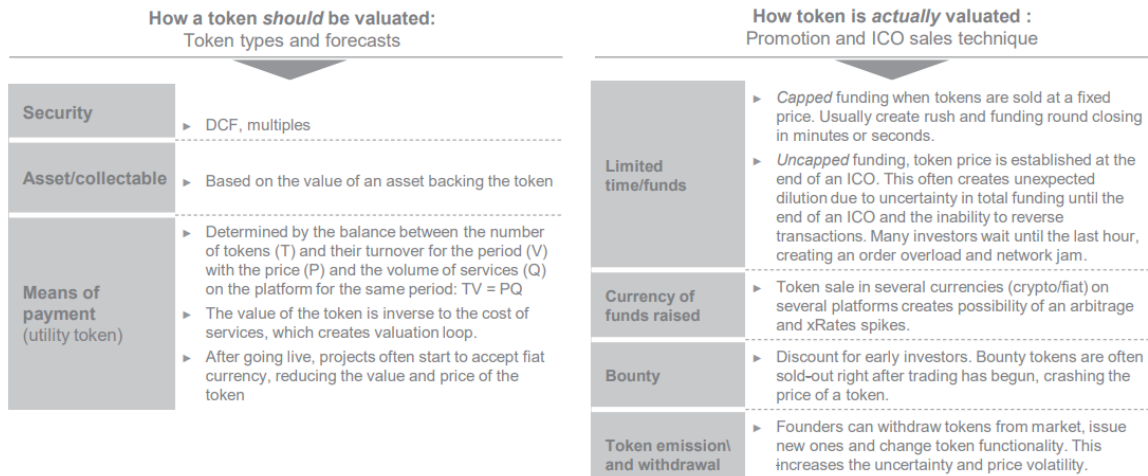 How a token should be valuated:
Token types and forecasts
Security
► DCF, multiples
Asset/collectable
► Based on the value of an asset backing the token
Means of
payment
(utility token)
► Determined by the balance between the number
of tokens (T) and their turnover for the period (V)
with the price (P) and the volume of services (Q)
on the platform for the same period: TV = PQ
► The value of the token is inverse to the cost of
services, which creates valuation loop.
► After going live, projects often start to accept fiat
currency, reducing the value and price of the
token
How token is actually valuated :
Promotion and ICO sales technique
Limited
time/funds
► Capped funding when tokens are sold at a fixed
price. Usually create rush and funding round closing
in minutes or seconds.
► Uncapped funding, token price is established at the
end of an ICO. This often creates unexpected
dilution due to uncertainty in total funding until the
end of an ICO and the inability to reverse
transactions. Many investors wait until the last hour,
creating an order overload and network jam.
Currency of
funds raised
► Token sale in several currencies (crypto/fiat) on
several platforms creates possibility of an arbitrage
and xRates spikes.
Bounty
► Discount for early investors. Bounty tokens are often
sold-out right after trading has begun, crashing the
price of a token.
Token emission\
and withdrawal
► Founders can withdraw tokens from market, issue
new ones and change token functionality. This
increases the uncertainty and price volatility.